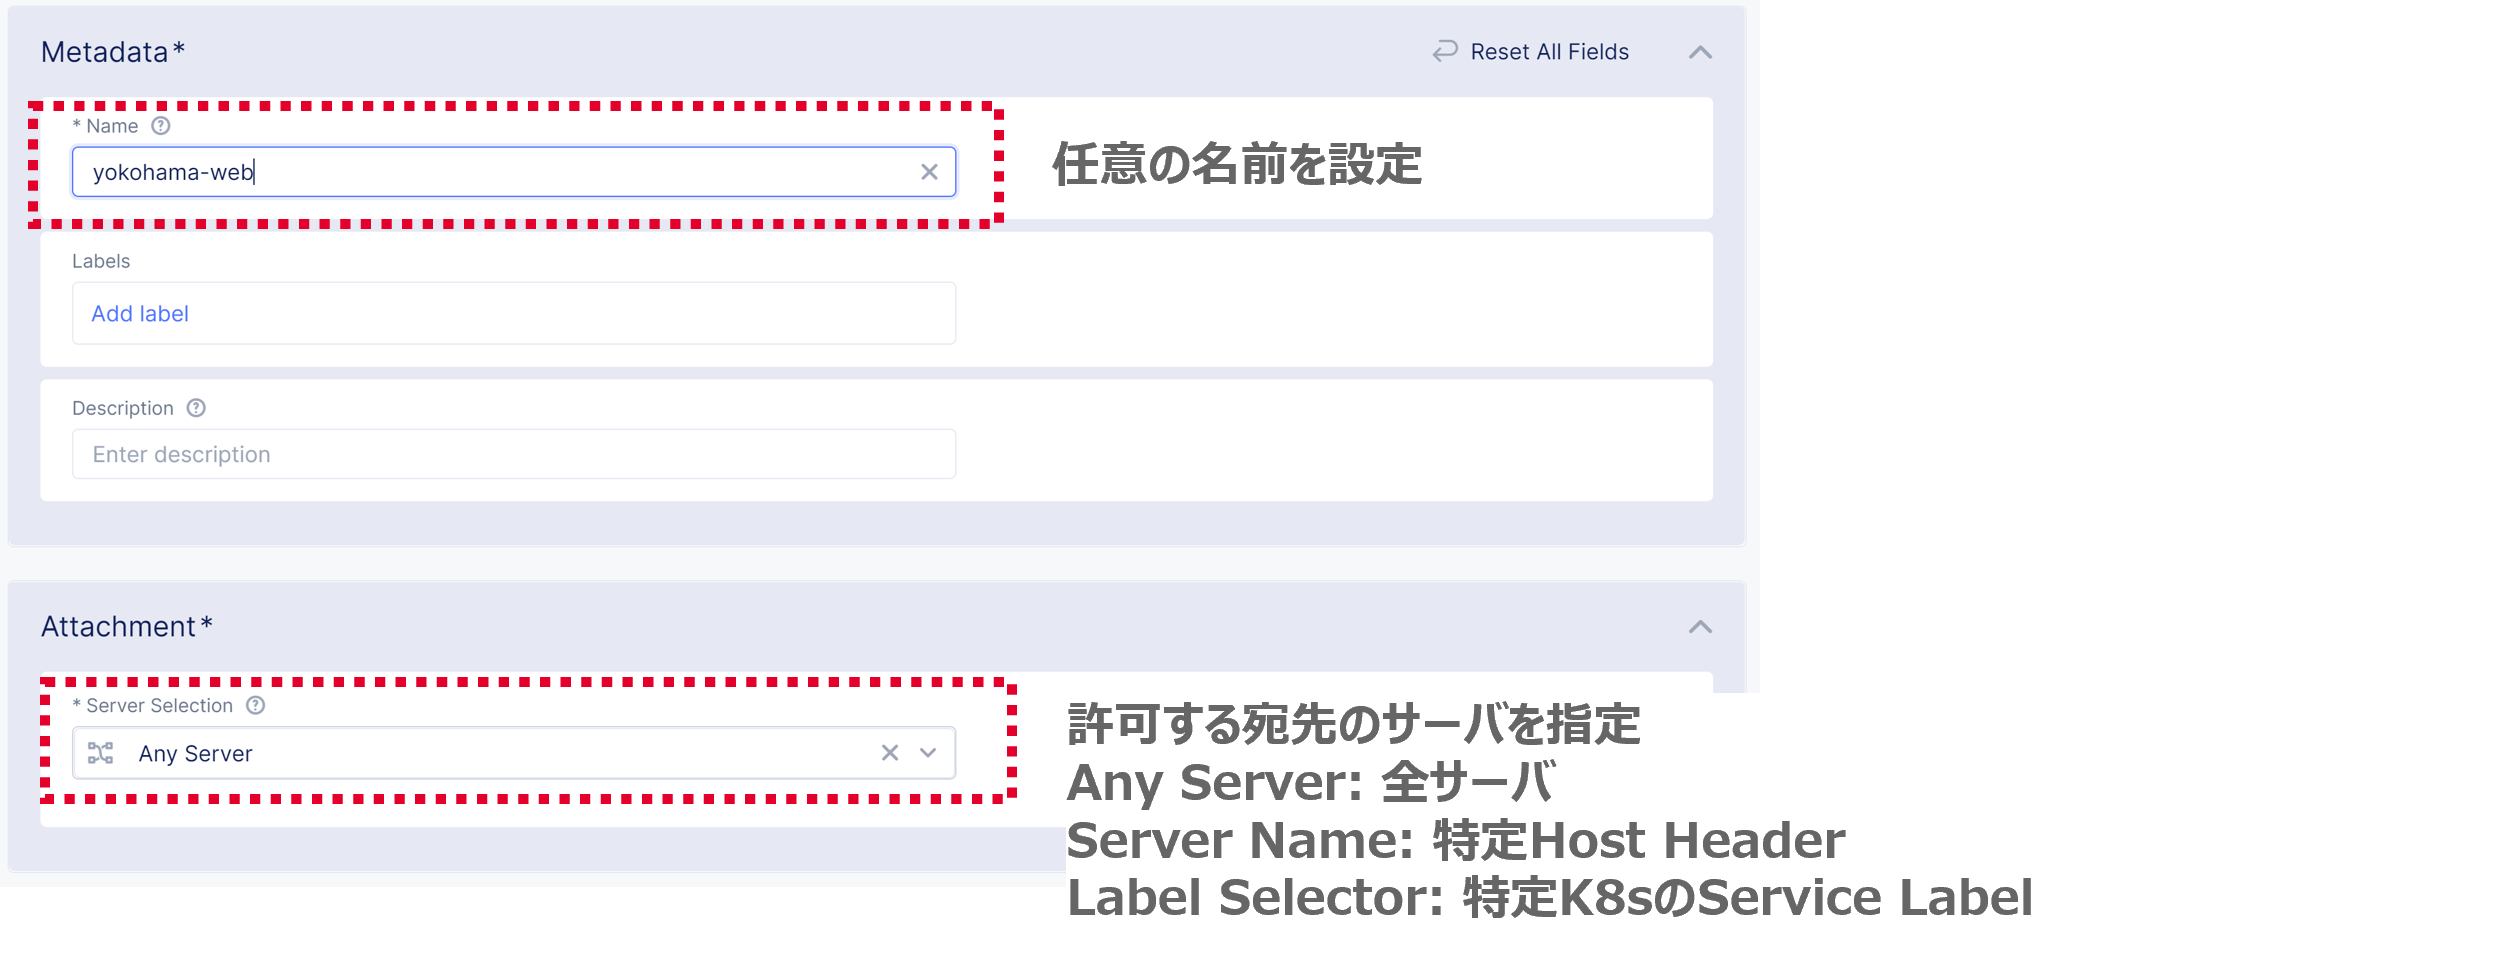 Metadata*
Reset All Fields
* Name
yokohama-web
任意の名前を設定
Labels
Add label
Description
Enter description
Attachment*
* Server Selection
Any Server
許可する宛先のサーバを指定
Any Server: 全サーバ
Server Name: 特定Host Header
Label Selector: 特定K8sのService Label